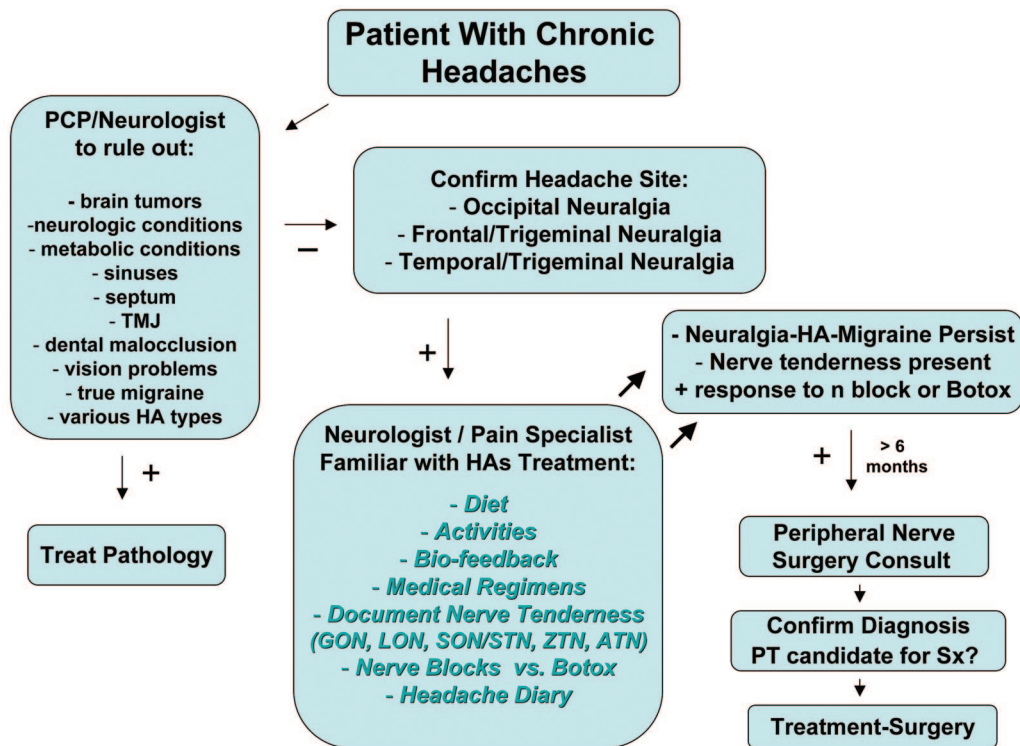 Patient With Chronic
Headaches
PCP/Neurologist
to rule out:
- brain tumors
-neurologic conditions
- metabolic conditions
- sinuses
- septum
- TMJ
- dental malocclusion
- vision problems
- true migraine
- various HA types
+
Treat Pathology
–
Confirm Headache Site:
- Occipital Neuralgia
- Frontal/Trigeminal Neuralgia
- Temporal/Trigeminal Neuralgia
+
Neurologist / Pain Specialist
Familiar with HAs Treatment:
- Diet
- Activities
- Bio-feedback
- Medical Regimens
- Document Nerve Tenderness
(GON, LON, SON/STN, ZTN, ATN)
- Nerve Blocks vs. Botox
- Headache Diary
- Neuralgia-HA-Migraine Persist
- Nerve tenderness present
+ response to n block or Botox
+
> 6
months
Peripheral Nerve
Surgery Consult
Confirm Diagnosis
PT candidate for Sx?
Treatment-Surgery